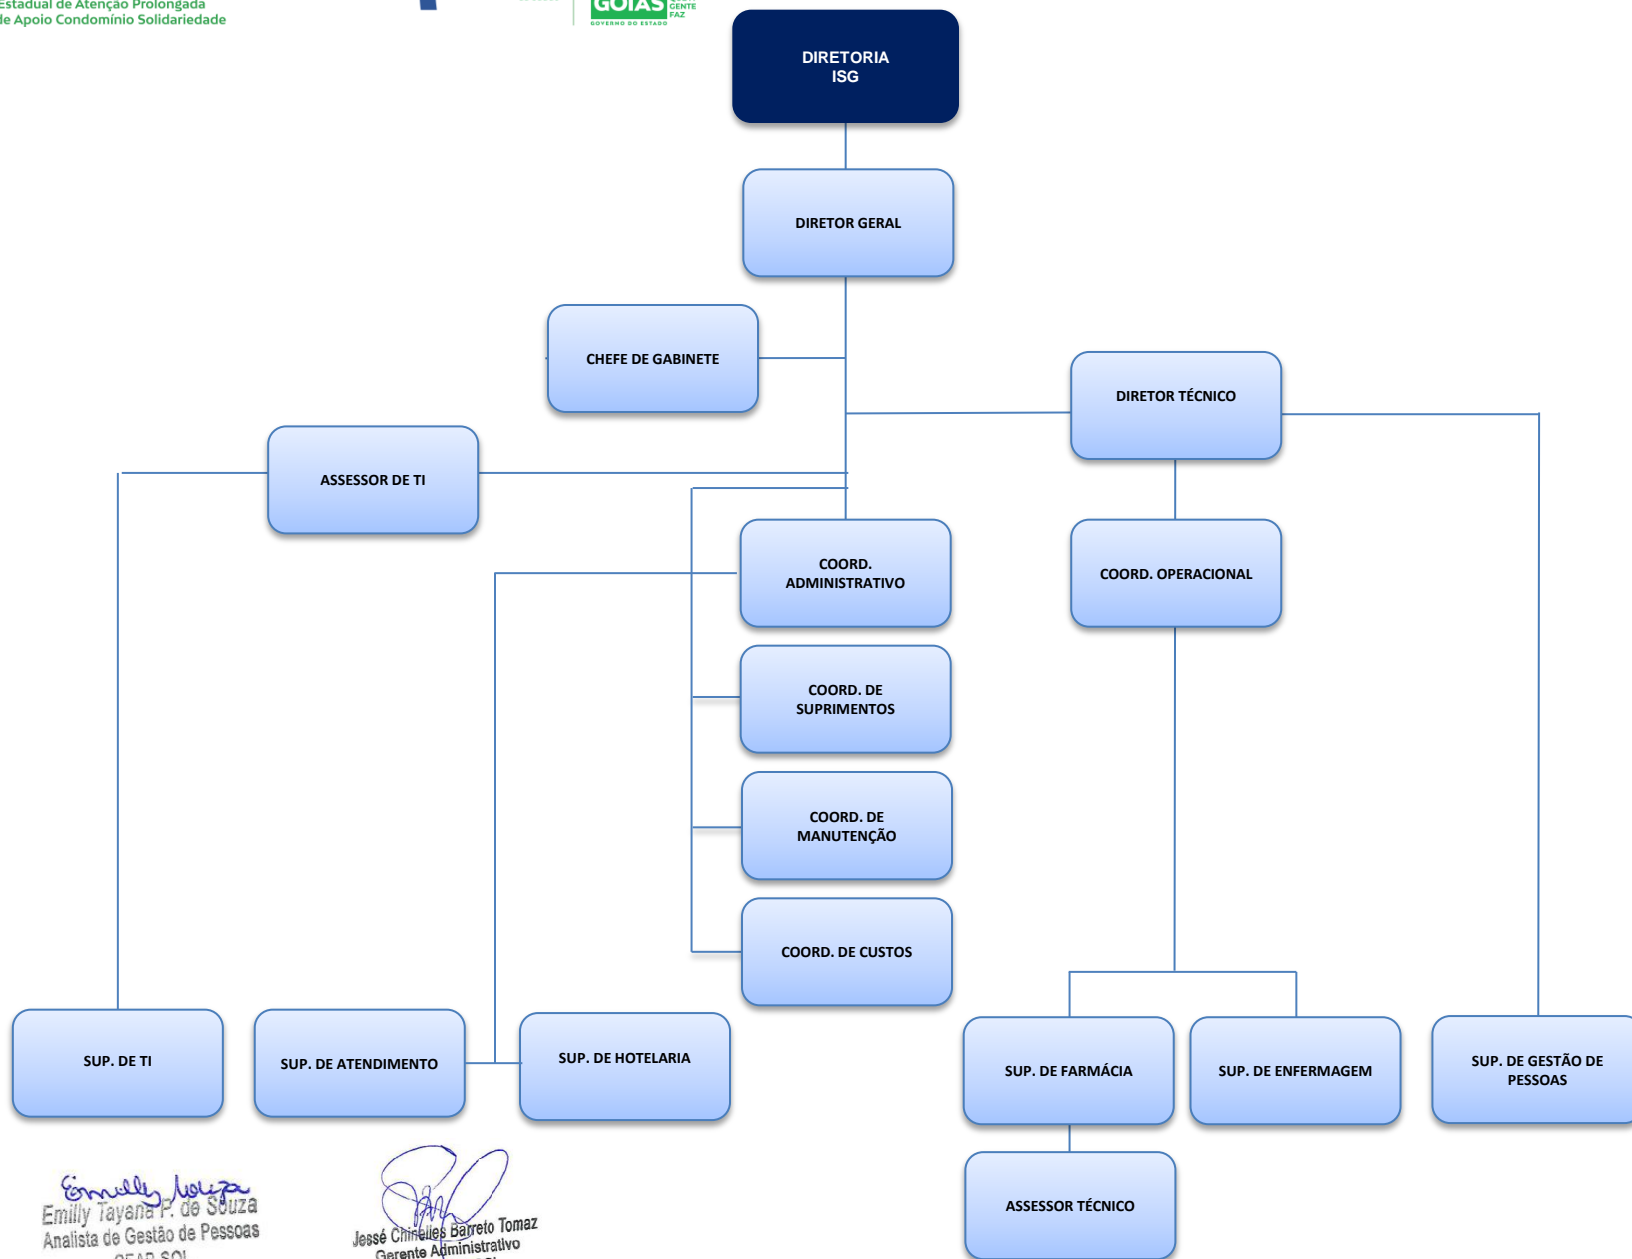 Estadual de Atenção Prolongada
de Apoio Condomínio Solidariedade
GOIÁS
GENTE
FAZ
GOVERNO DO ESTADO
DIRETORIA
ISG
DIRETOR GERAL
CHEFE DE GABINETE
DIRETOR TÉCNICO
ASSESSOR DE TI
COORD.
ADMINISTRATIVO
COORD. OPERACIONAL
COORD. DE
SUPRIMENTOS
COORD. DE
MANUTENÇÃO
COORD. DE CUSTOS
SUP. DE TI
SUP. DE ATENDIMENTO
SUP. DE HOTELARIA
SUP. DE FARMÁCIA
SUP. DE ENFERMAGEM
SUP. DE GESTÃO DE
PESSOAS
ASSESSOR TÉCNICO
Emilly Souza
Emilly Tayana P. de Souza
Analista de Gestão de Pessoas
Jessé Chinelles Barreto Tomaz
Gerente Administrativo